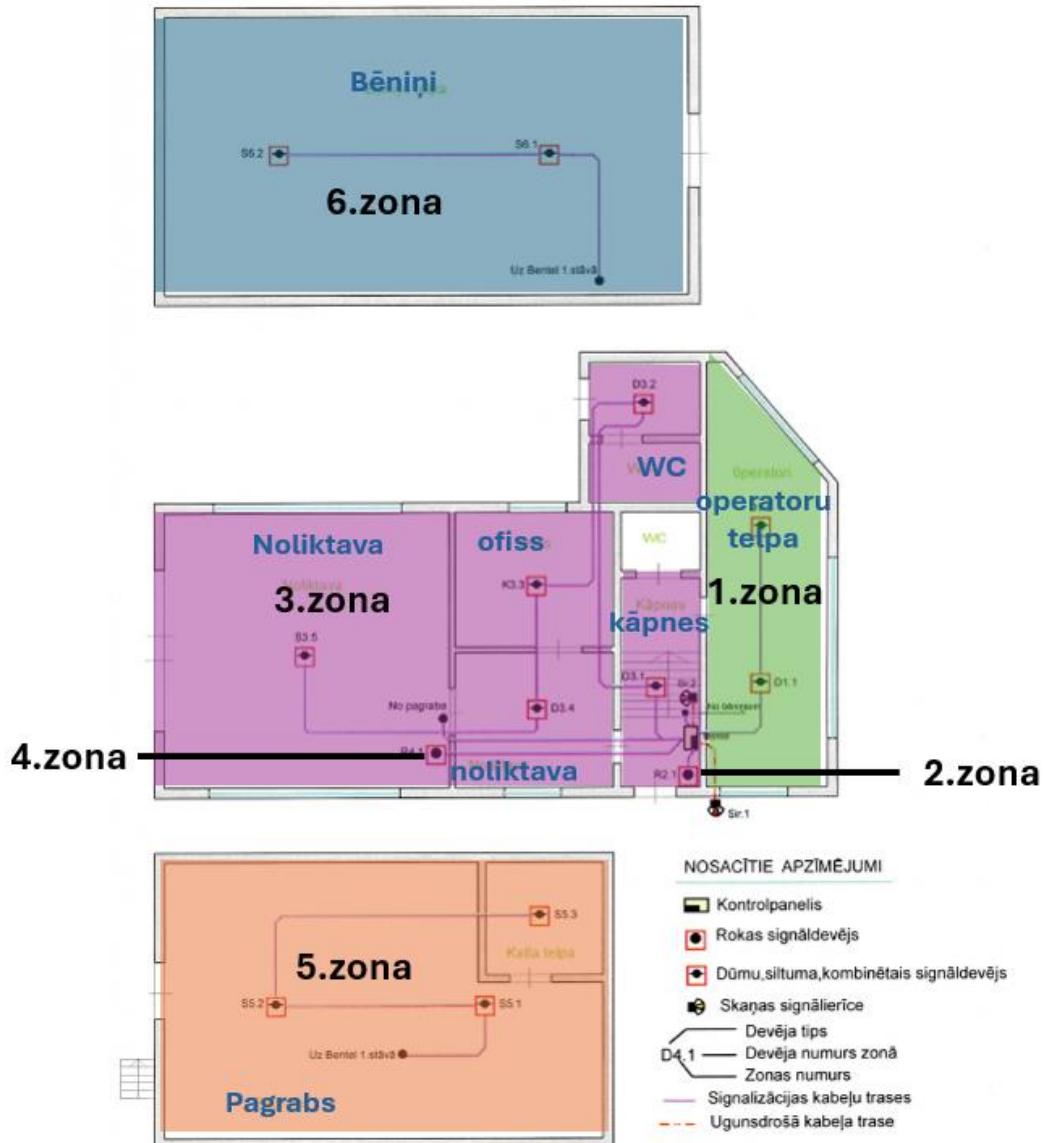 Bēniņi
S6.2
S6.1
6.zona
Uz Bentel 1.stāvā
D3.2
WC
Operatori
operatoru
telpa
Noliktava
ofiss
WC
Noliktava
3.zona
K3.3
1.zona
Kāpnes
kāpnes
S3.5
D3.1
Sir.2
D1.1
No pagraba
D3.4
4.zona
R4.1
noliktava
R2.1
2.zona
Sir.1
S5.3
5.zona
Katla telpa
S5.2
S5.1
Uz Bentel 1.stāvā
Pagrabs
NOSACĪTIE APZĪMĒJUMI
Kontrolpanelis
Rokas signāldevējs
Dūmu,siltuma,kombinētais signāldevējs
Skaņas signālierīce
Devēja tips
D4.1 Devēja numurs zonā
Zonas numurs
Signalizācijas kabeļu trases
Ugunsdrošā kabeļa trase